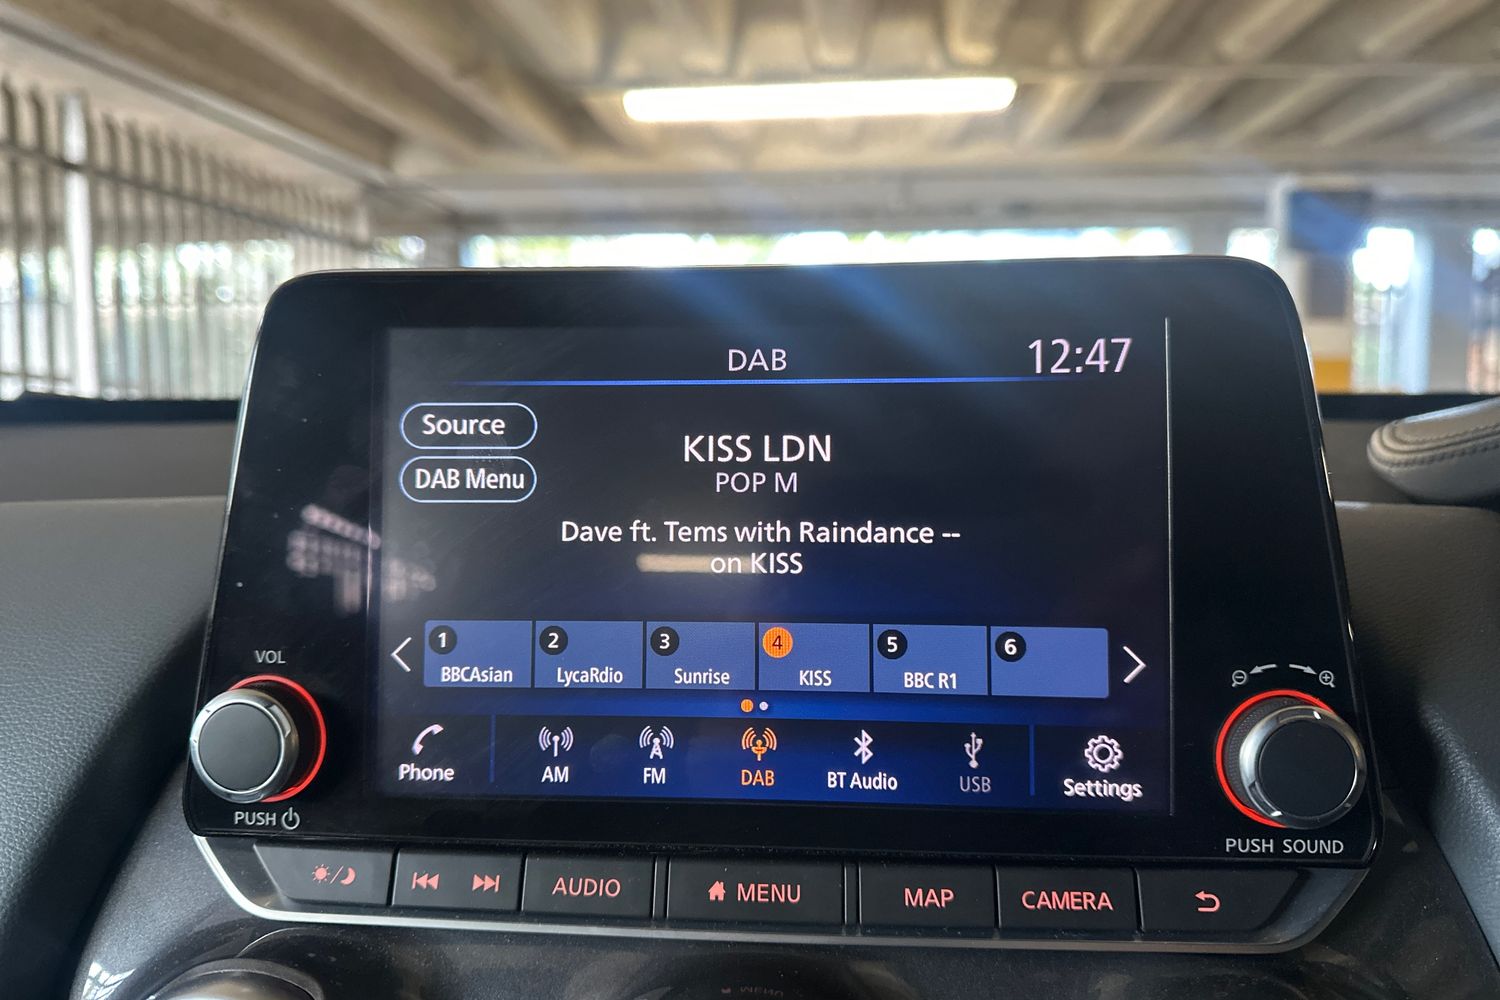 DAB
12:47
Source
DAB Menu
KISS LDN
POP M
Dave ft. Tems with Raindance --
on KISS
1
BBCAsian
2
LycaRdio
3
Sunrise
4
KISS
5
BBC R1
6
Phone
AM
FM
DAB
BT Audio
USB
Settings
VOL
PUSH
PUSH SOUND
AUDIO
MENU
MAP
CAMERA
MENU